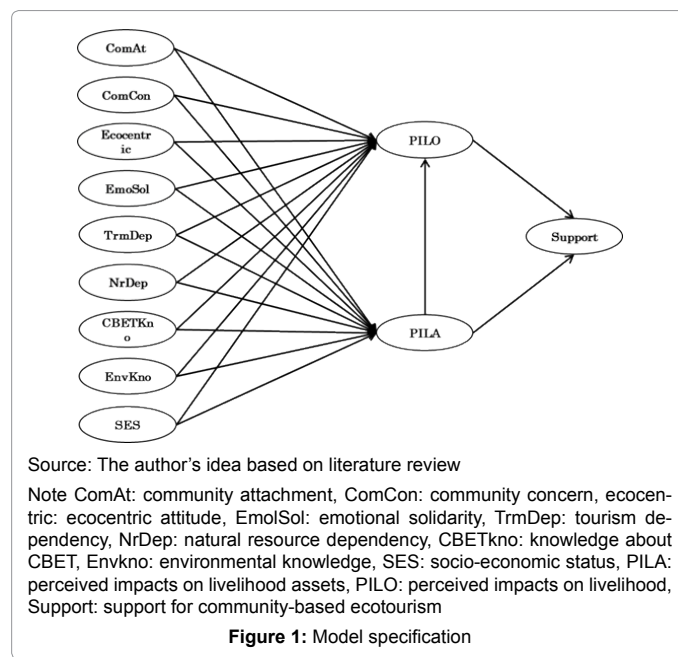 ComAt
ComCon
Ecocentr
ic
EmoSol
TrmDep
NrDep
CBETKn
o
EnvKno
SES
PILO
PILA
Support
Source: The author's idea based on literature review
Note ComAt: community attachment, ComCon: community concern, ecocen-
tric: ecocentric attitude, EmolSol: emotional solidarity, TrmDep: tourism de-
pendency, NrDep: natural resource dependency, CBETkno: knowledge about
CBET, Envkno: environmental knowledge, SES: socio-economic status, PILA:
perceived impacts on livelihood assets, PILO: perceived impacts on livelihood,
Support: support for community-based ecotourism
Figure 1: Model specification